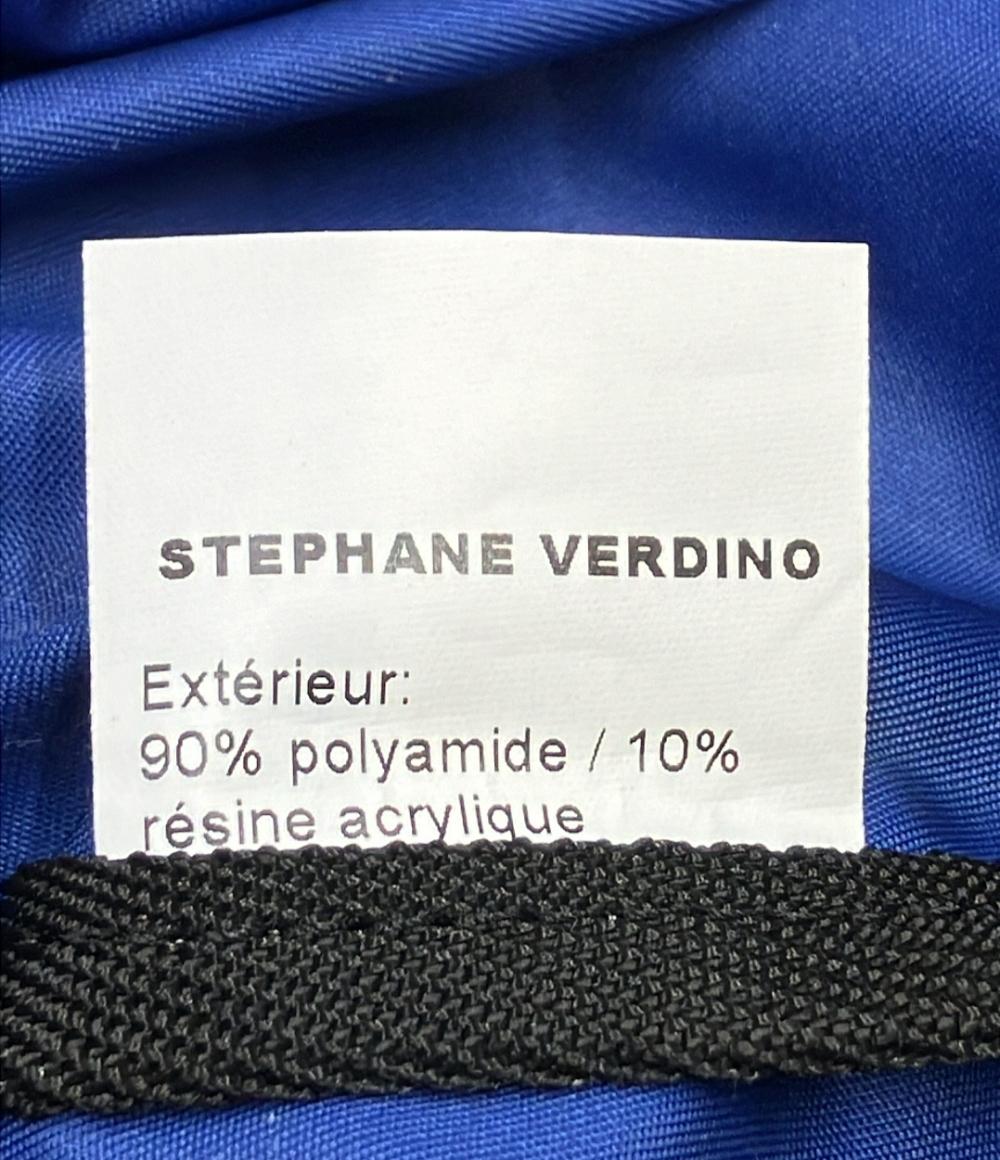 STEPHANE VERDINO
Extérieur:
90% polyamide / 10%
résine acrylique